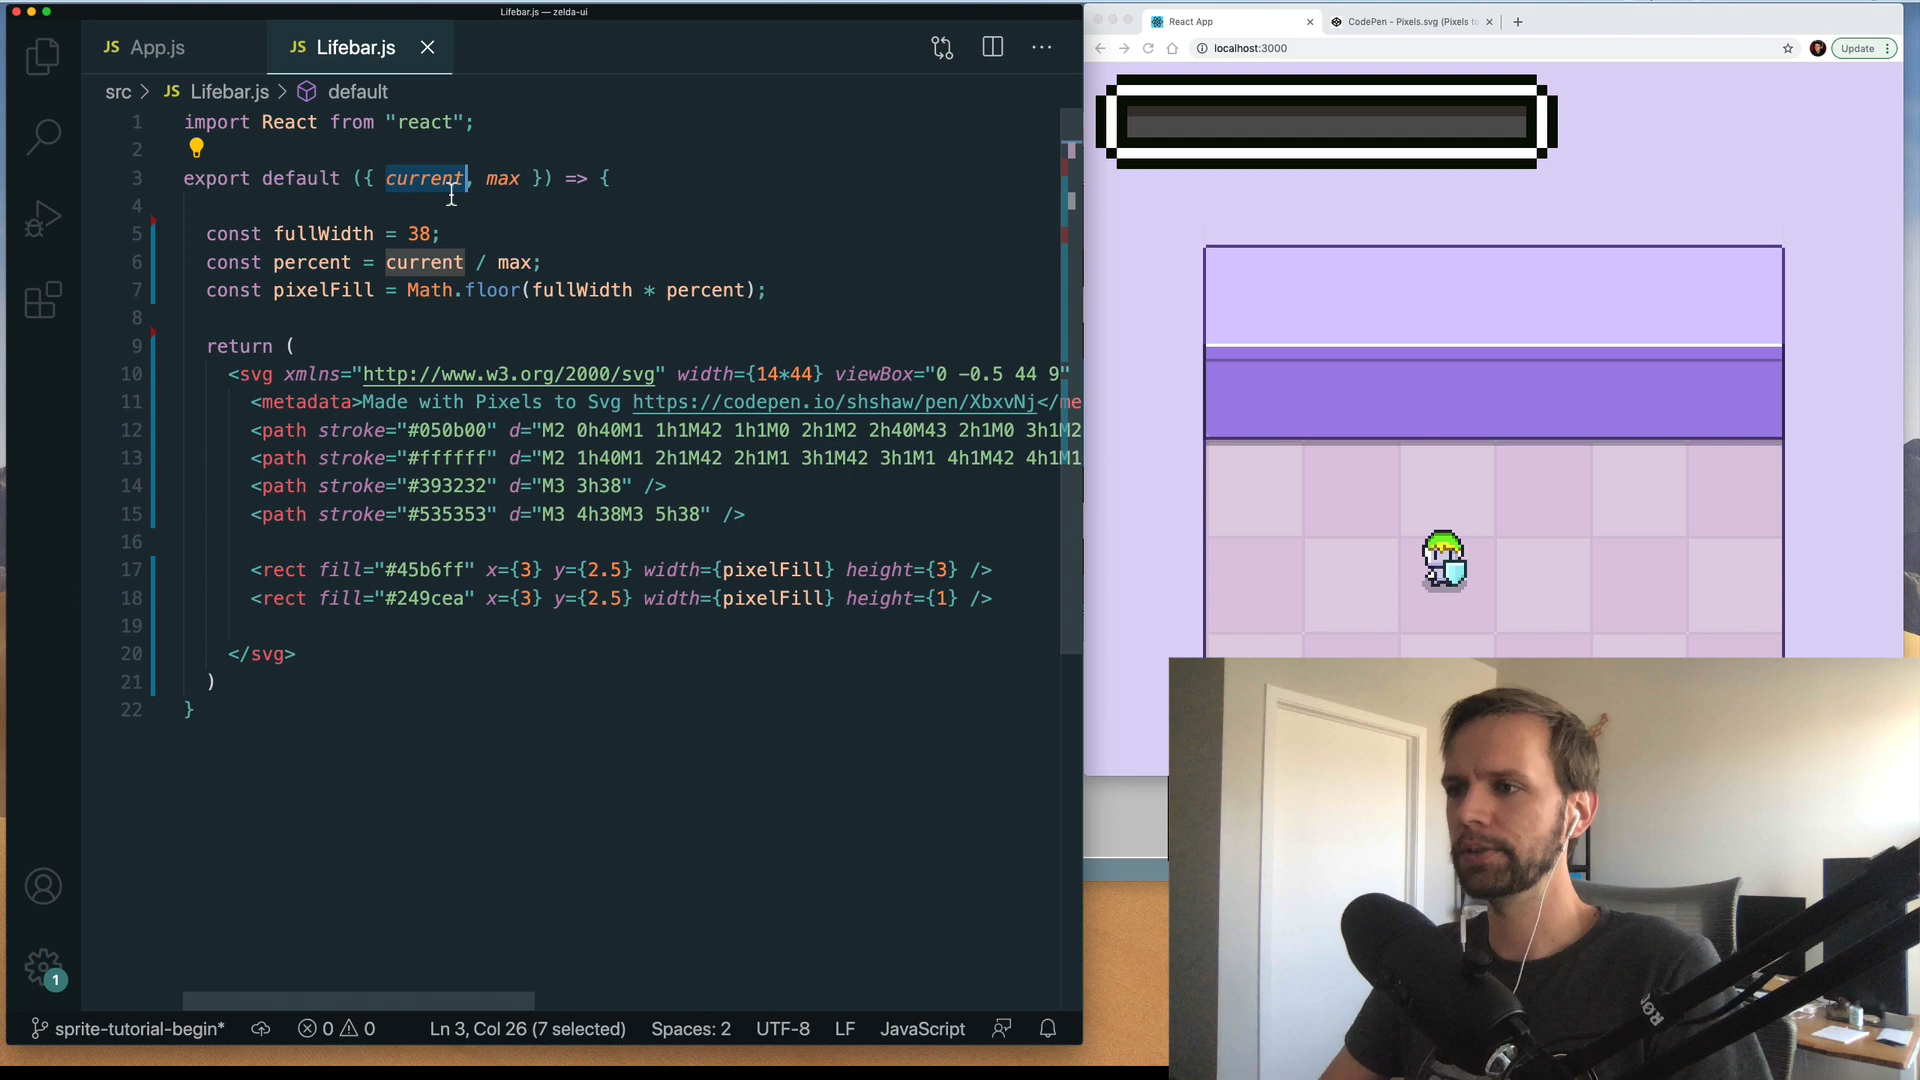 Lifebar.js — zelda-ui
JS App.js
JS Lifebar.js
src > JS Lifebar.js > default
1 import React from "react";
2
3 export default ({ current, max }) => {
4
5 const fullWidth = 38;
6 const percent = current / max;
7 const pixelFill = Math.floor(fullWidth * percent);
8
9 return (
10 <svg xmlns="http://www.w3.org/2000/svg" width={14*44} viewBox="0 -0.5 44 9"
11 <metadata>Made with Pixels to Svg https://codepen.io/shshaw/pen/XbxvNj</me
12 <path stroke="#050b00" d="M2 0h40M1 1h1M42 1h1M0 2h1M2 2h40M43 2h1M0 3h1M2
13 <path stroke="#ffffff" d="M2 1h40M1 2h1M42 2h1M1 3h1M42 3h1M1 4h1M42 4h1M1
14 <path stroke="#393232" d="M3 3h38" />
15 <path stroke="#535353" d="M3 4h38M3 5h38" />
16
17 <rect fill="#45b6ff" x={3} y={2.5} width={pixelFill} height={3} />
18 <rect fill="#249cea" x={3} y={2.5} width={pixelFill} height={1} />
19
20 </svg>
21 )
22 }
1
sprite-tutorial-begin*
0 0
Ln 3, Col 26 (7 selected)
Spaces: 2
UTF-8
LF
JavaScript
React App
CodePen - Pixels.svg (Pixels to
localhost:3000
Update